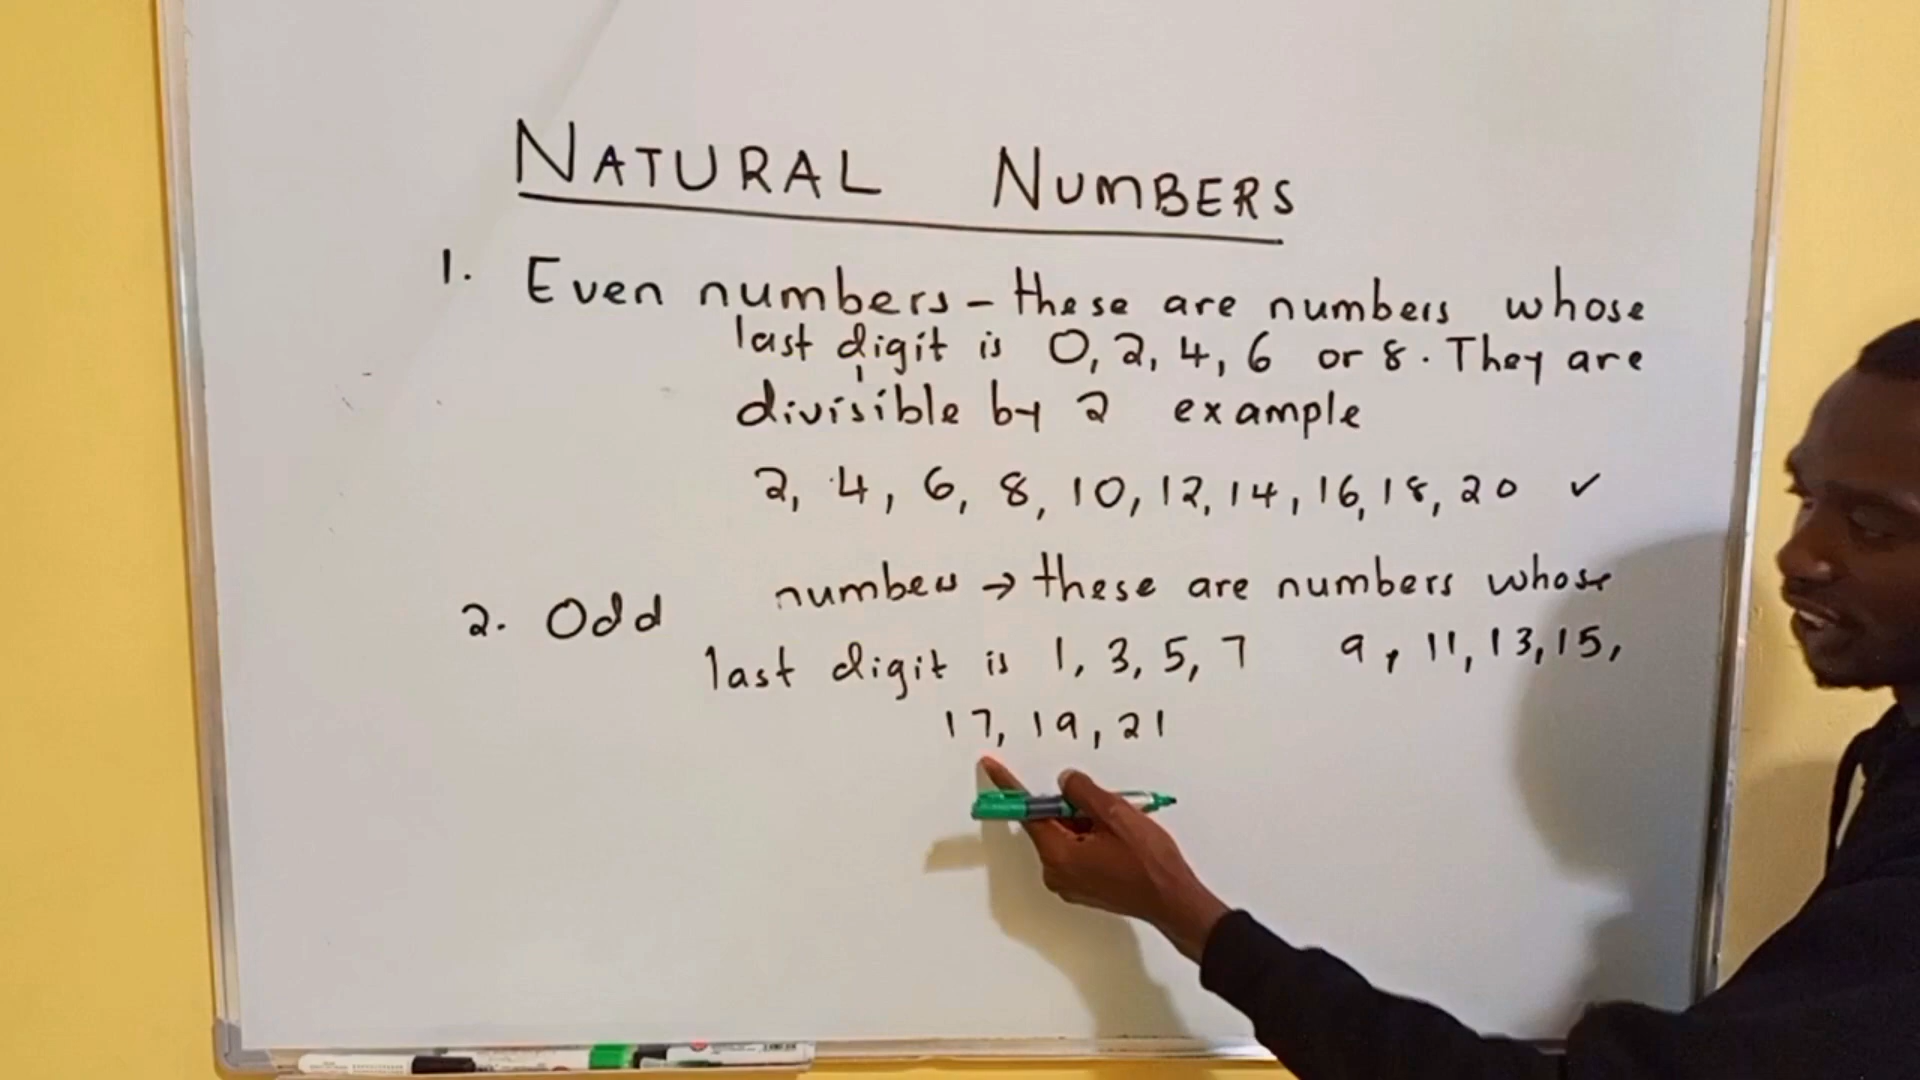 NATURAL NUMBERS
1. Even numbers - these are numbers whose
last digit is 0, 2, 4, 6 or 8. They are
divisible by 2 example
2, 4, 6, 8, 10, 12, 14, 16, 18, 20 ✓
2. Odd numbers → these are numbers whose
last digit is 1, 3, 5, 7 9, 11, 13, 15,
17, 19, 21